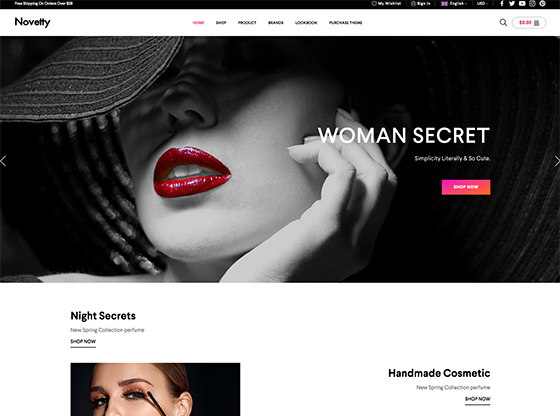 Free Shipping On Orders Over $59
My Wishlist
Sign In
English
USD
Novetty
HOME
SHOP
PRODUCT
BRANDS
LOOKBOOK
PURCHASE THEME
$0.00
WOMAN SECRET
Simplicity Literally & So Cute.
SHOP NOW
Night Secrets
New Spring Collection perfume
SHOP NOW
Handmade Cosmetic
New Spring Collection perfume
SHOP NOW